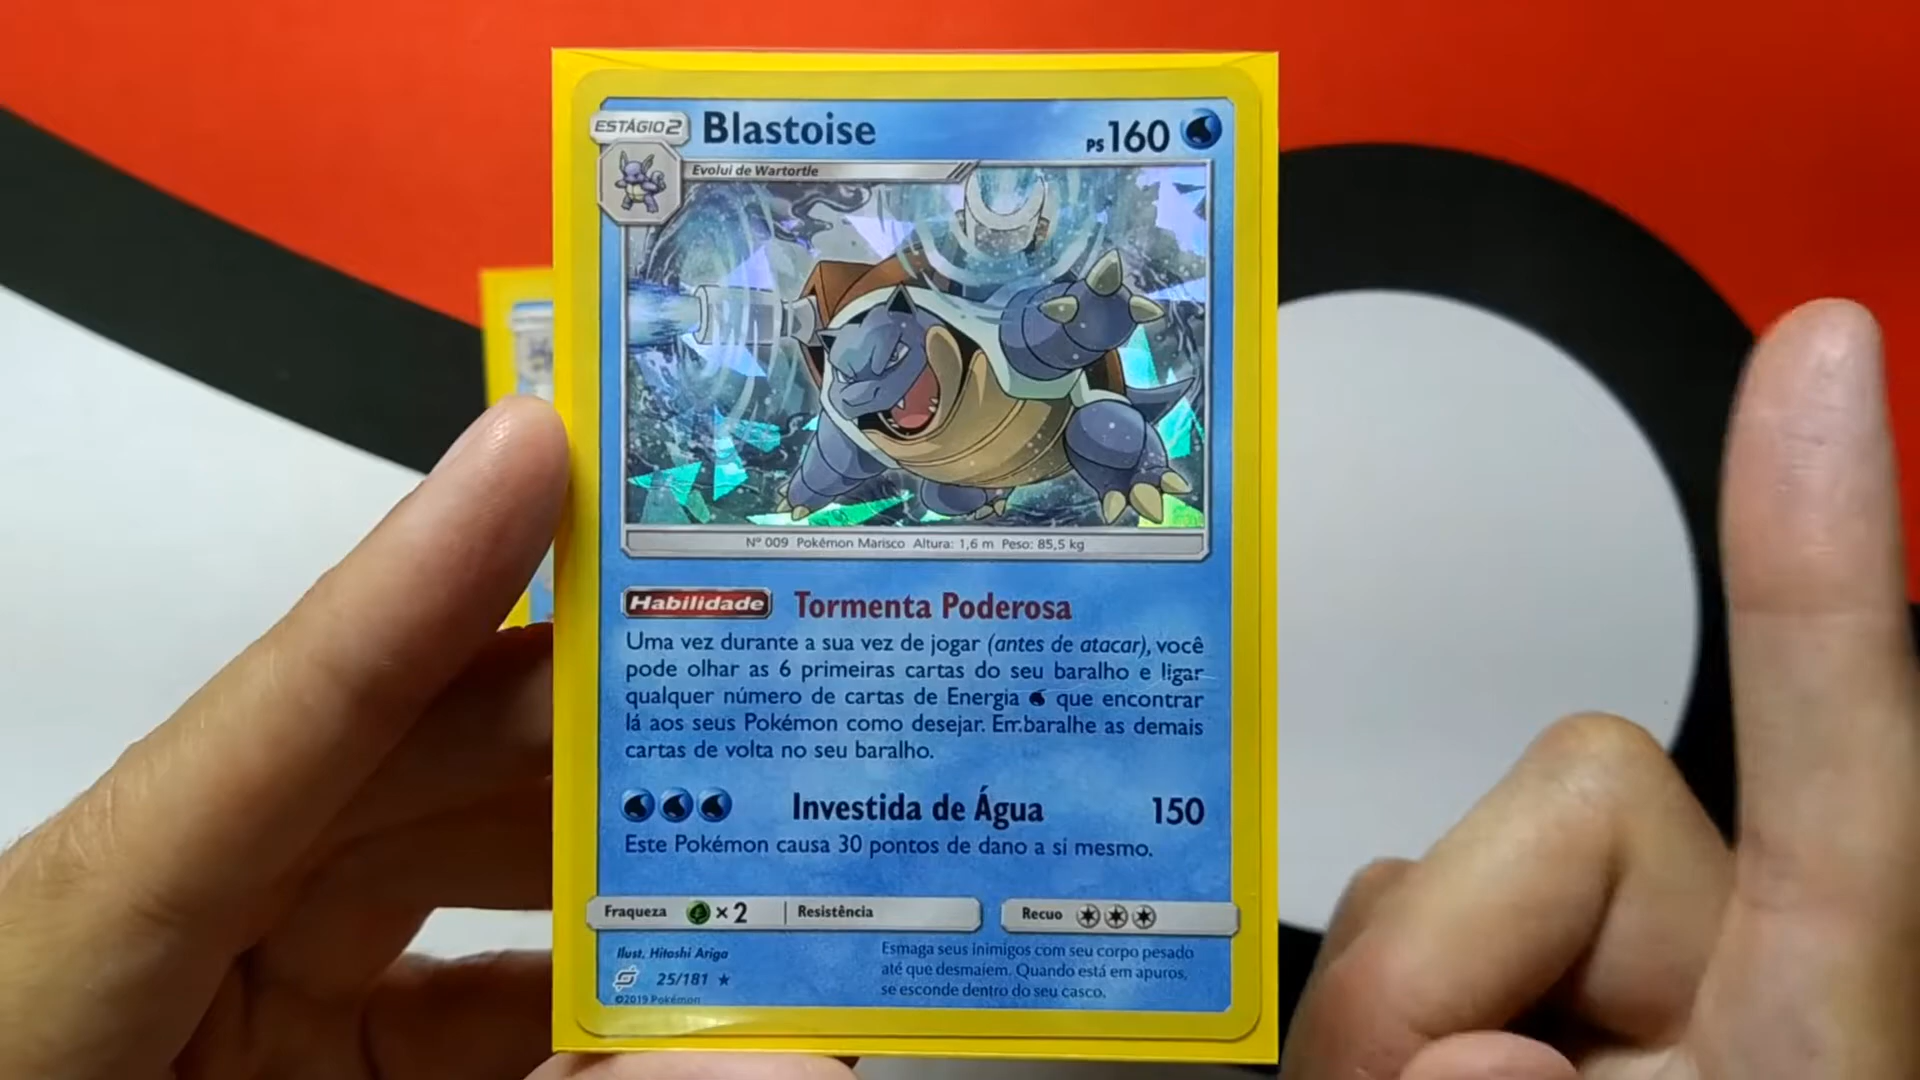 ESTÁGIO 2
Blastoise
PS 160
Evolui de Wartortle
Nº 009 Pokémon Marisco Altura: 1,6 m Peso: 85,5 kg
Habilidade Tormenta Poderosa
Uma vez durante a sua vez de jogar (antes de atacar), você
pode olhar as 6 primeiras cartas do seu baralho e ligar
qualquer número de cartas de Energia que encontrar
lá aos seus Pokémon como desejar. Embaralhe as demais
cartas de volta no seu baralho.
Investida de Água 150
Este Pokémon causa 30 pontos de dano a si mesmo.
Fraqueza ×2 Resistência Recuo
Ilust. Hitoshi Ariga
25/181
©2019 Pokémon
Esmaga seus inimigos com seu corpo pesado
até que desmaiem. Quando está em apuros,
se esconde dentro do seu casco.